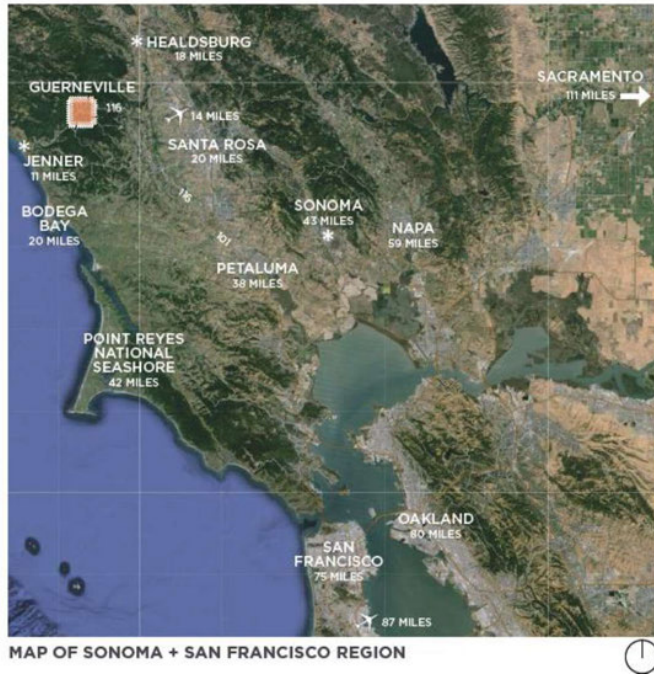 HEALDSBURG
18 MILES
GUERNEVILLE
116
SACRAMENTO
111 MILES
14 MILES
SANTA ROSA
20 MILES
JENNER
11 MILES
116
BODEGA
BAY
20 MILES
SONOMA
43 MILES
NAPA
59 MILES
101
PETALUMA
38 MILES
POINT REYES
NATIONAL
SEASHORE
42 MILES
OAKLAND
80 MILES
SAN
FRANCISCO
75 MILES
87 MILES
MAP OF SONOMA + SAN FRANCISCO REGION